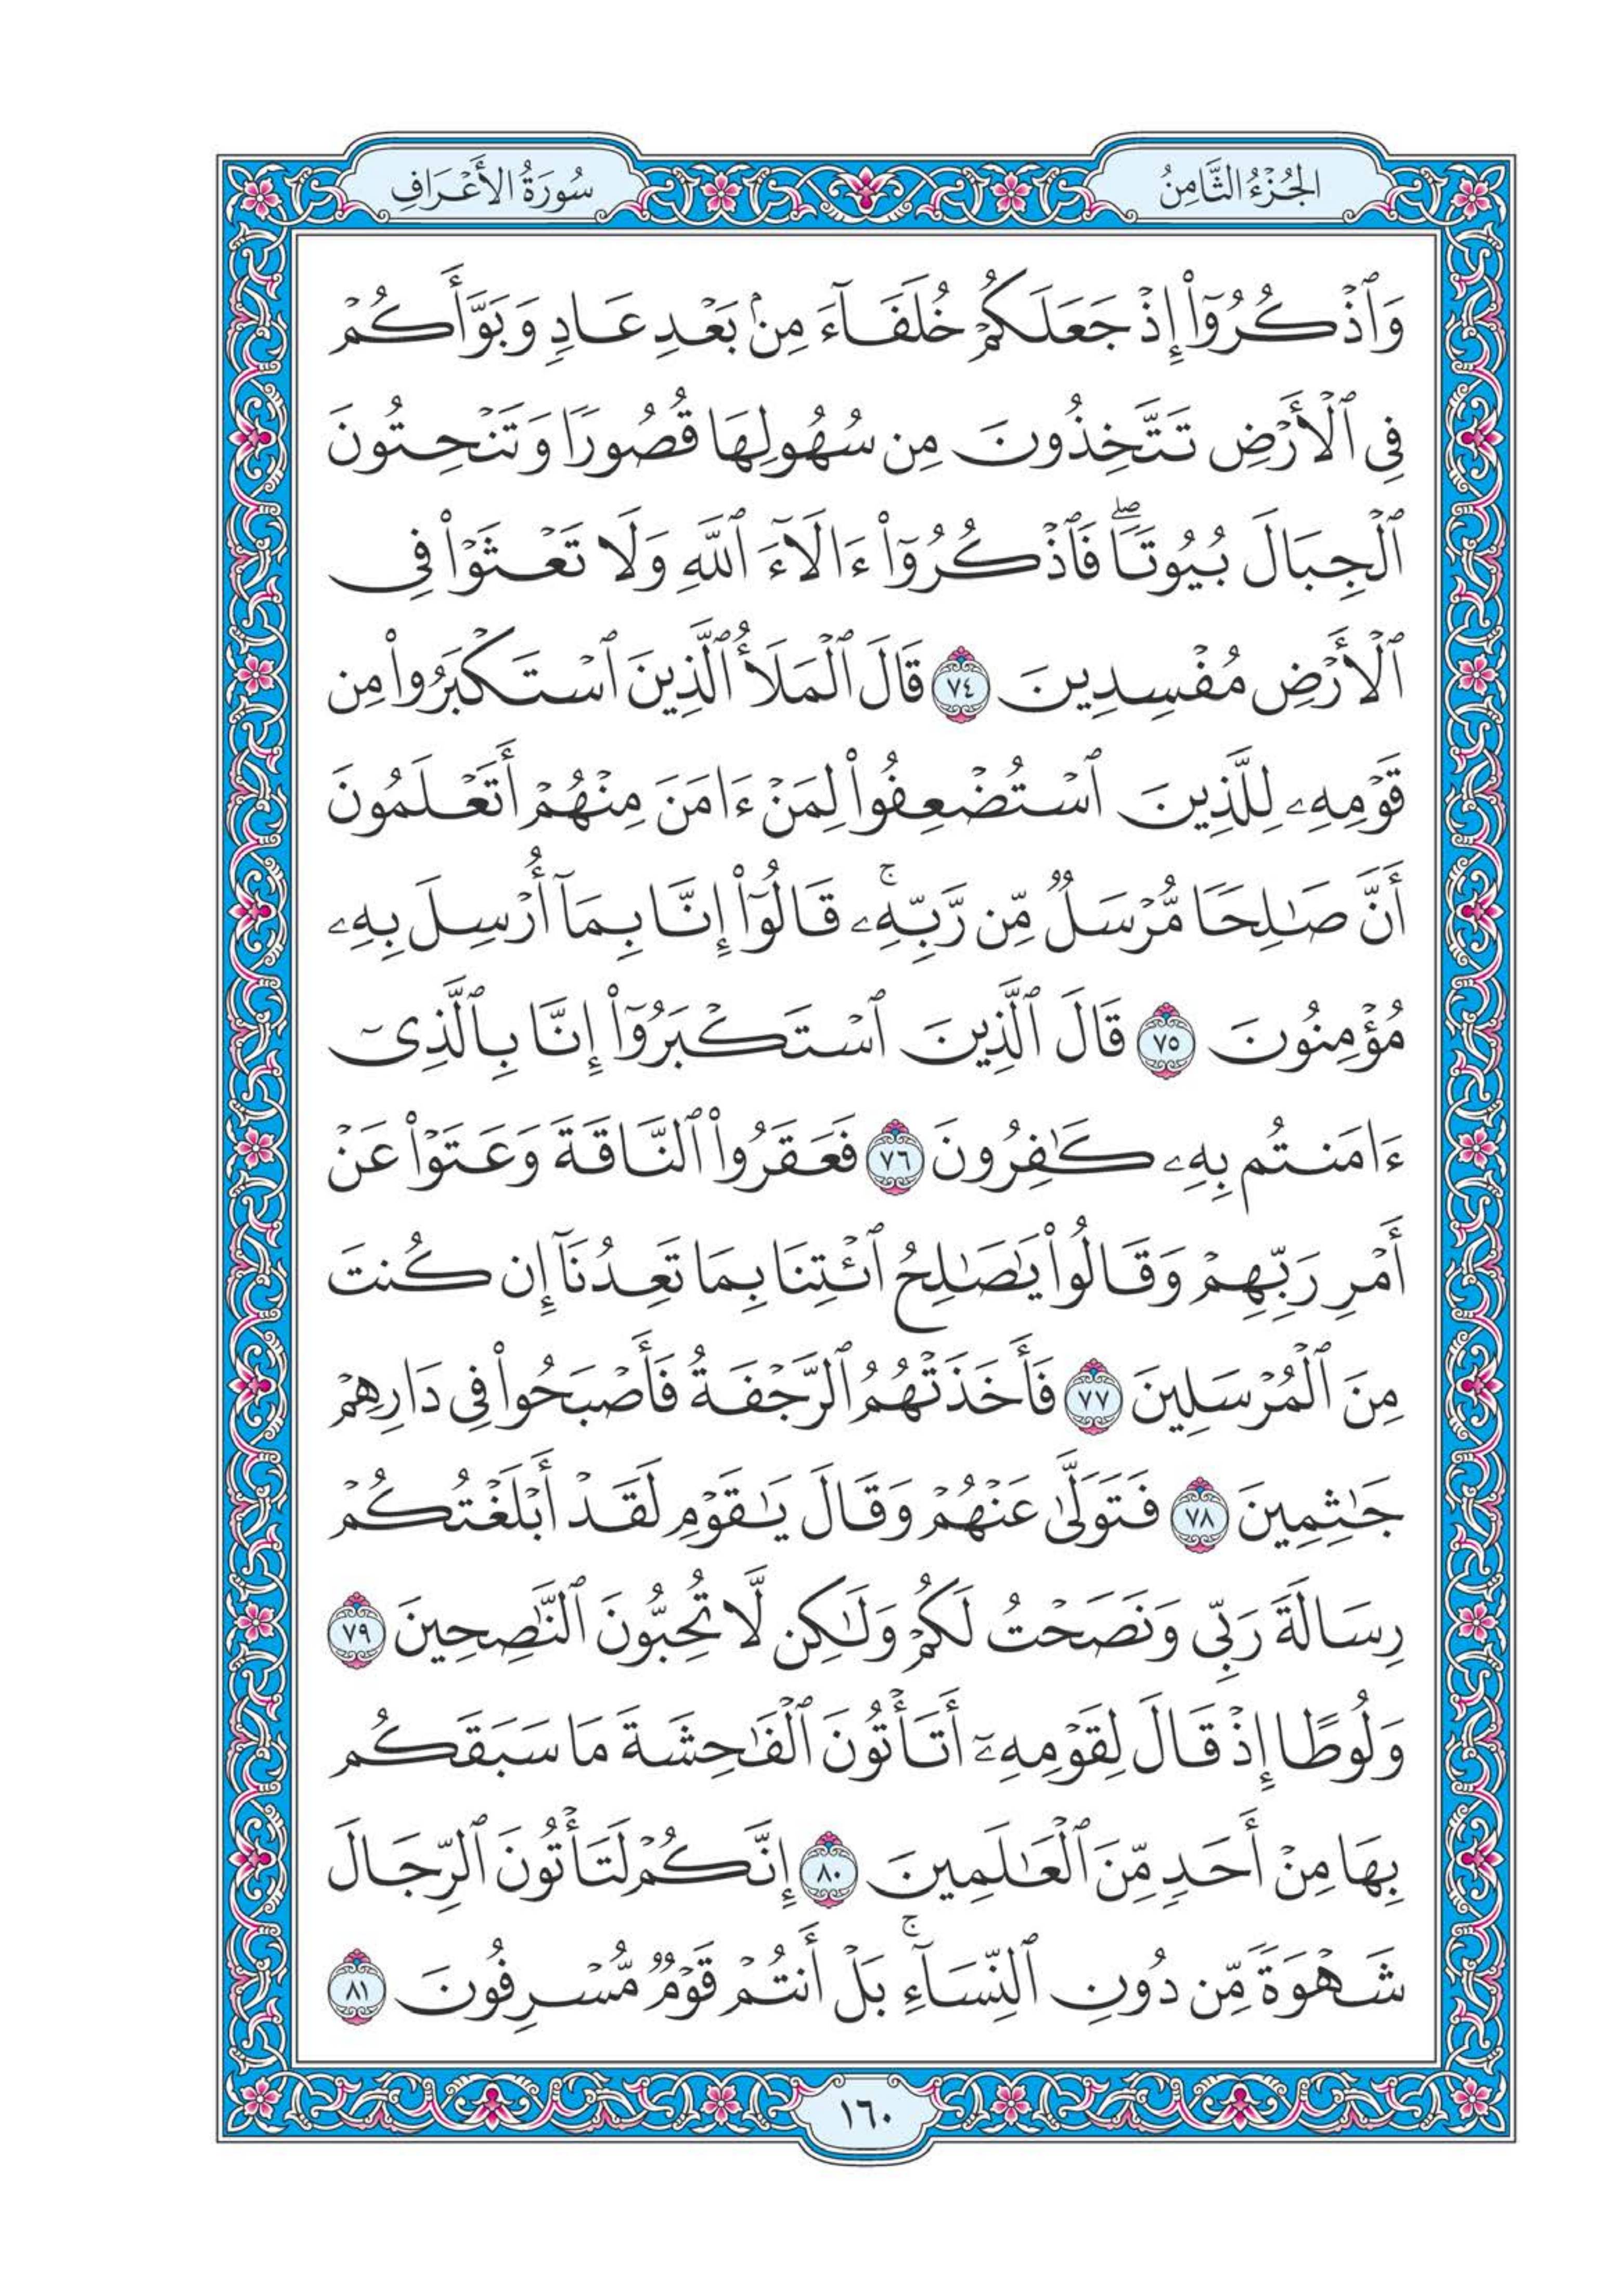 الجُزْءُ الثَّامِنُ
سُورَةُ الأَعْرَافِ
وَٱذْكُرُوٓا۟ إِذْ جَعَلَكُمْ خُلَفَآءَ مِنۢ بَعْدِ عَادٍ وَبَوَّأَكُمْ
فِى ٱلْأَرْضِ تَتَّخِذُونَ مِن سُهُولِهَا قُصُورًا وَتَنْحِتُونَ
ٱلْجِبَالَ بُيُوتًاۖ فَٱذْكُرُوٓا۟ ءَالَآءَ ٱللَّهِ وَلَا تَعْثَوْا۟ فِى
ٱلْأَرْضِ مُفْسِدِينَ ٧٤ قَالَ ٱلْمَلَأُ ٱلَّذِينَ ٱسْتَكْبَرُوا۟ مِن
قَوْمِهِۦ لِلَّذِينَ ٱسْتُضْعِفُوا۟ لِمَنْ ءَامَنَ مِنْهُمْ أَتَعْلَمُونَ
أَنَّ صَٰلِحًا مُّرْسَلٌ مِّن رَّبِّهِۦۚ قَالُوٓا۟ إِنَّا بِمَآ أُرْسِلَ بِهِۦ
مُؤْمِنُونَ ٧٥ قَالَ ٱلَّذِينَ ٱسْتَكْبَرُوٓا۟ إِنَّا بِٱلَّذِىٓ
ءَامَنتُم بِهِۦ كَٰفِرُونَ ٧٦ فَعَقَرُوا۟ ٱلنَّاقَةَ وَعَتَوْا۟ عَنْ
أَمْرِ رَبِّهِمْ وَقَالُوا۟ يَٰصَٰلِحُ ٱئْتِنَا بِمَا تَعِدُنَآ إِن كُنتَ
مِنَ ٱلْمُرْسَلِينَ ٧٧ فَأَخَذَتْهُمُ ٱلرَّجْفَةُ فَأَصْبَحُوا۟ فِى دَارِهِمْ
جَٰثِمِينَ ٧٨ فَتَوَلَّىٰ عَنْهُمْ وَقَالَ يَٰقَوْمِ لَقَدْ أَبْلَغْتُكُمْ
رِسَالَةَ رَبِّى وَنَصَحْتُ لَكُمْ وَلَٰكِن لَّا تُحِبُّونَ ٱلنَّٰصِحِينَ ٧٩
وَلُوطًا إِذْ قَالَ لِقَوْمِهِۦٓ أَتَأْتُونَ ٱلْفَٰحِشَةَ مَا سَبَقَكُم
بِهَا مِنْ أَحَدٍ مِّنَ ٱلْعَٰلَمِينَ ٨٠ إِنَّكُمْ لَتَأْتُونَ ٱلرِّجَالَ
شَهْوَةً مِّن دُونِ ٱلنِّسَآءِۚ بَلْ أَنتُمْ قَوْمٌ مُّسْرِفُونَ ٨١
١٦٠